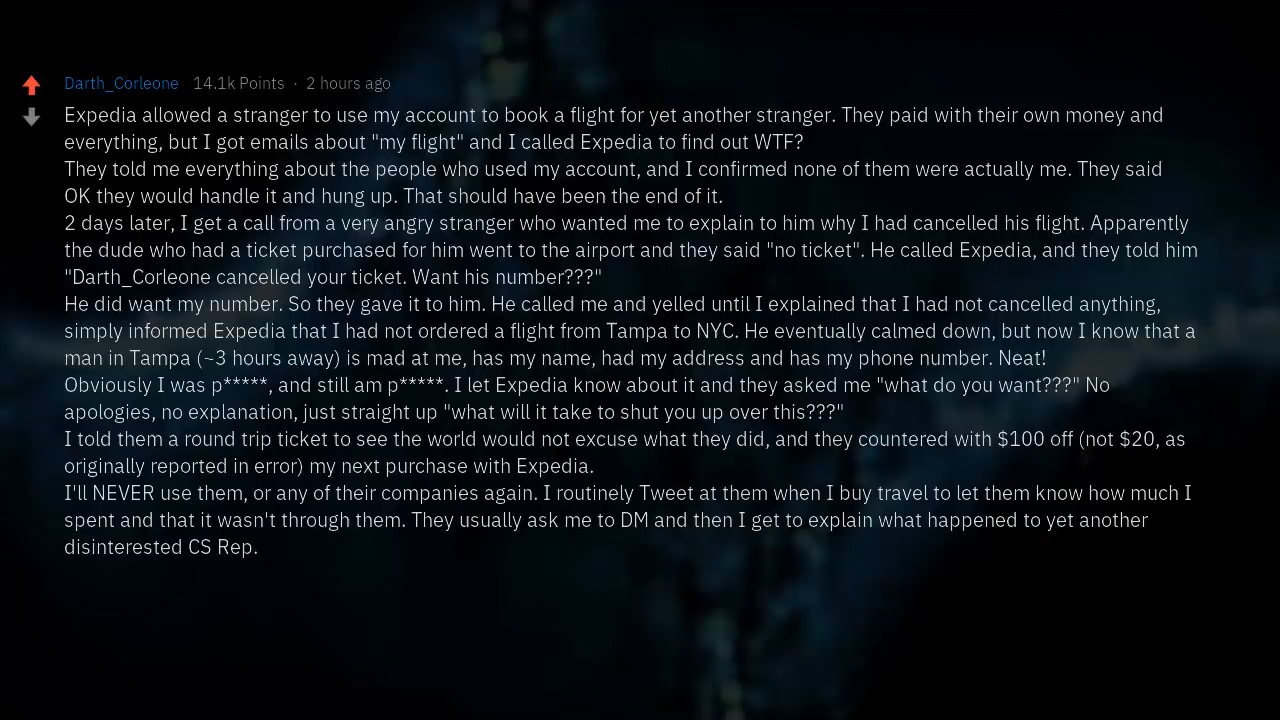 Darth_Corleone 14.1k Points · 2 hours ago
Expedia allowed a stranger to use my account to book a flight for yet another stranger. They paid with their own money and
everything, but I got emails about "my flight" and I called Expedia to find out WTF?
They told me everything about the people who used my account, and I confirmed none of them were actually me. They said
OK they would handle it and hung up. That should have been the end of it.
2 days later, I get a call from a very angry stranger who wanted me to explain to him why I had cancelled his flight. Apparently
the dude who had a ticket purchased for him went to the airport and they said "no ticket". He called Expedia, and they told him
"Darth_Corleone cancelled your ticket. Want his number???"
He did want my number. So they gave it to him. He called me and yelled until I explained that I had not cancelled anything,
simply informed Expedia that I had not ordered a flight from Tampa to NYC. He eventually calmed down, but now I know that a
man in Tampa (~3 hours away) is mad at me, has my name, had my address and has my phone number. Neat!
Obviously I was p*****, and still am p*****. I let Expedia know about it and they asked me "what do you want???" No
apologies, no explanation, just straight up "what will it take to shut you up over this???"
I told them a round trip ticket to see the world would not excuse what they did, and they countered with $100 off (not $20, as
originally reported in error) my next purchase with Expedia.
I'll NEVER use them, or any of their companies again. I routinely Tweet at them when I buy travel to let them know how much I
spent and that it wasn't through them. They usually ask me to DM and then I get to explain what happened to yet another
disinterested CS Rep.